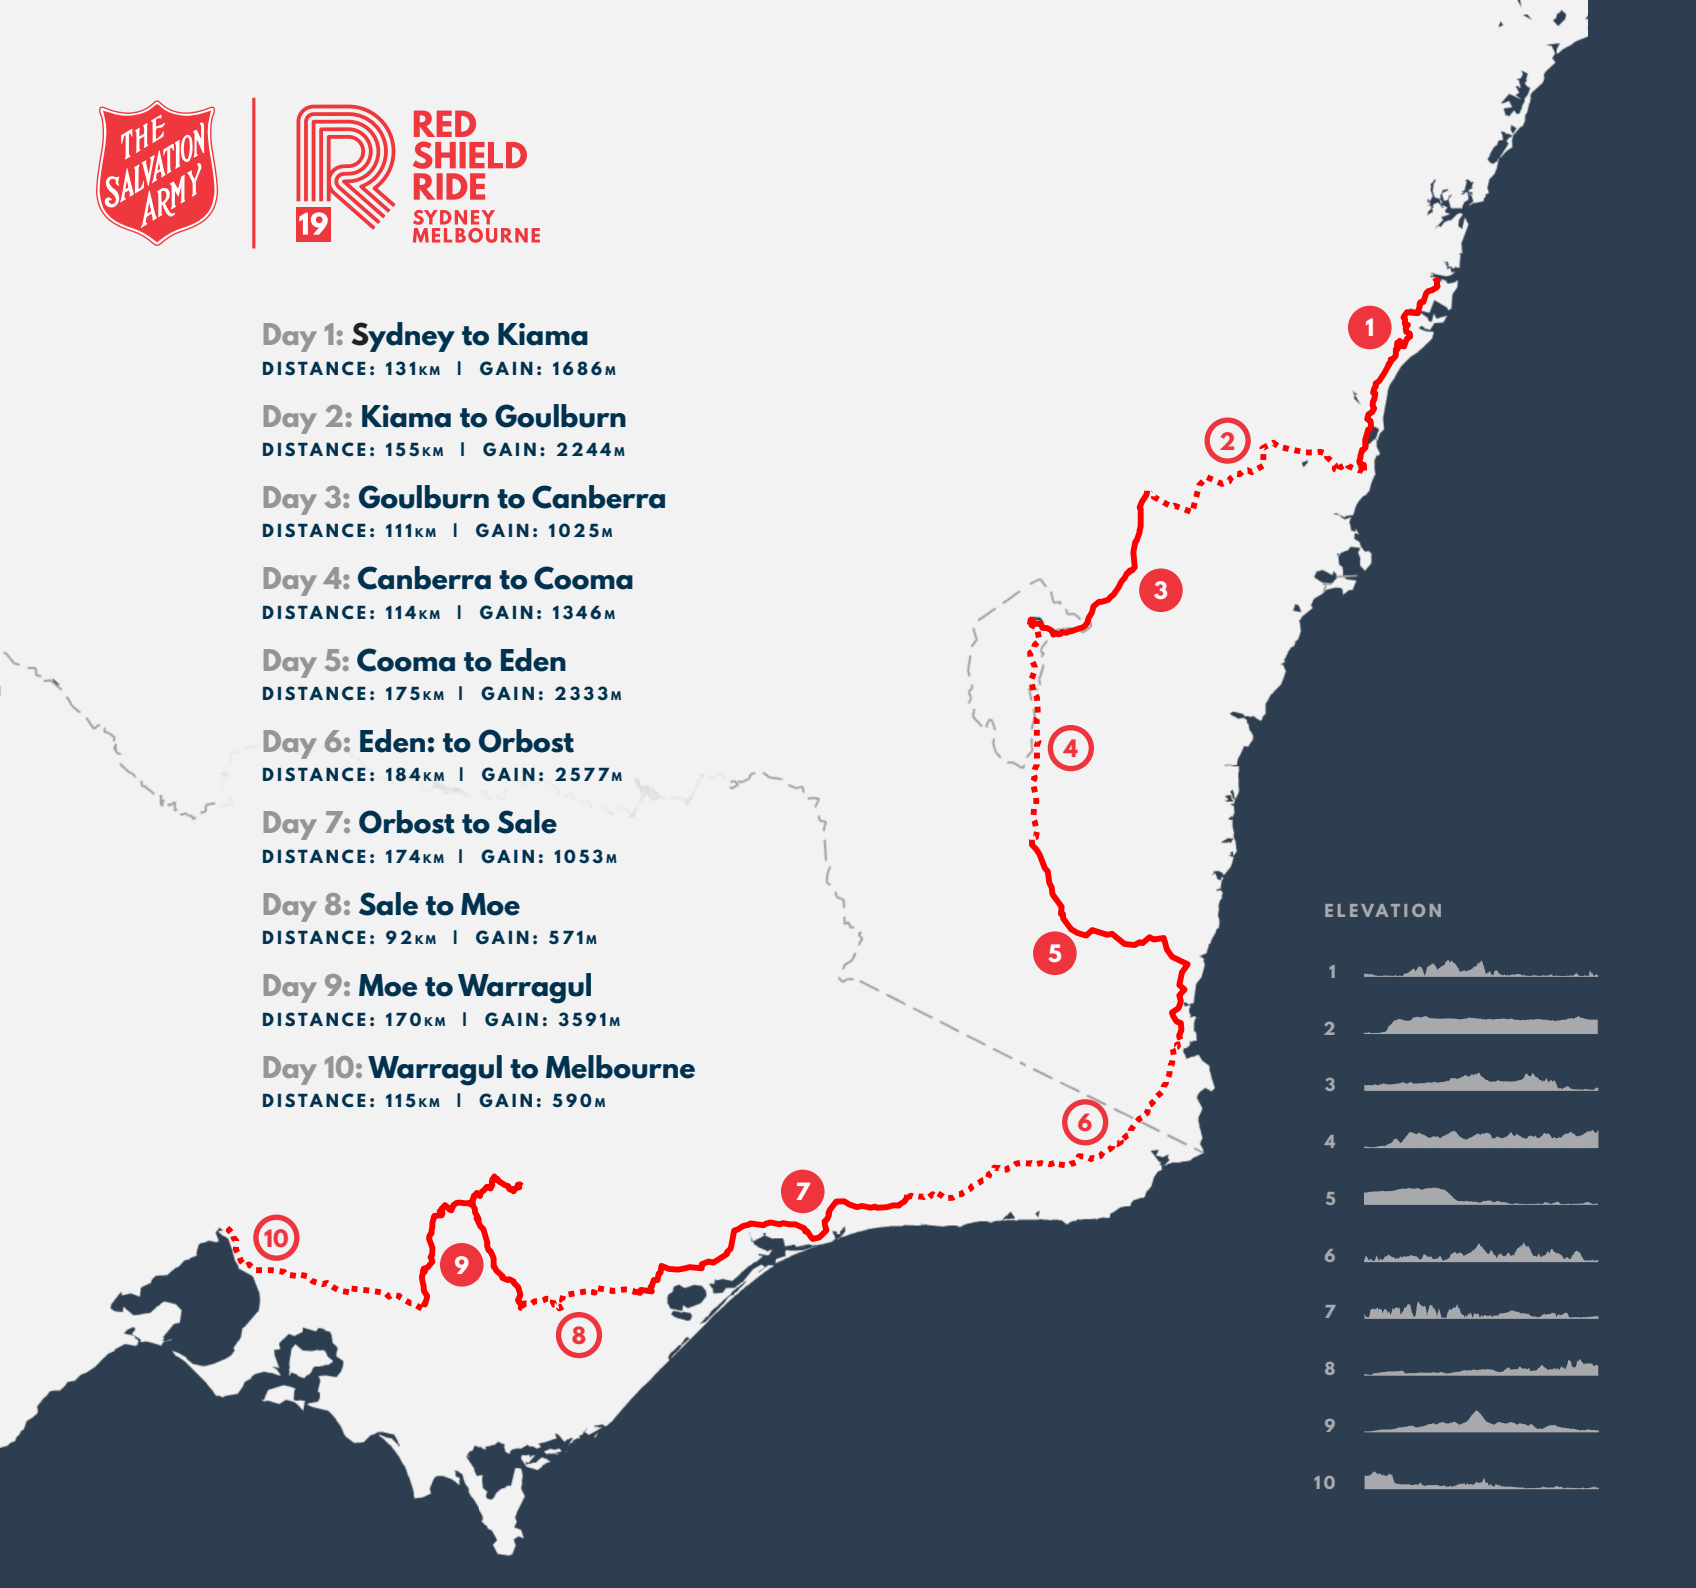 THE
SALVATION
ARMY
19
RED
SHIELD
RIDE
SYDNEY
MELBOURNE
Day 1: Sydney to Kiama
DISTANCE: 131KM | GAIN: 1686M
Day 2: Kiama to Goulburn
DISTANCE: 155KM | GAIN: 2244M
Day 3: Goulburn to Canberra
DISTANCE: 111KM | GAIN: 1025M
Day 4: Canberra to Cooma
DISTANCE: 114KM | GAIN: 1346M
Day 5: Cooma to Eden
DISTANCE: 175KM | GAIN: 2333M
Day 6: Eden: to Orbost
DISTANCE: 184KM | GAIN: 2577M
Day 7: Orbost to Sale
DISTANCE: 174KM | GAIN: 1053M
Day 8: Sale to Moe
DISTANCE: 92KM | GAIN: 571M
Day 9: Moe to Warragul
DISTANCE: 170KM | GAIN: 3591M
Day 10: Warragul to Melbourne
DISTANCE: 115KM | GAIN: 590M
1
2
3
4
5
6
7
8
9
10
ELEVATION
1
2
3
4
5
6
7
8
9
10